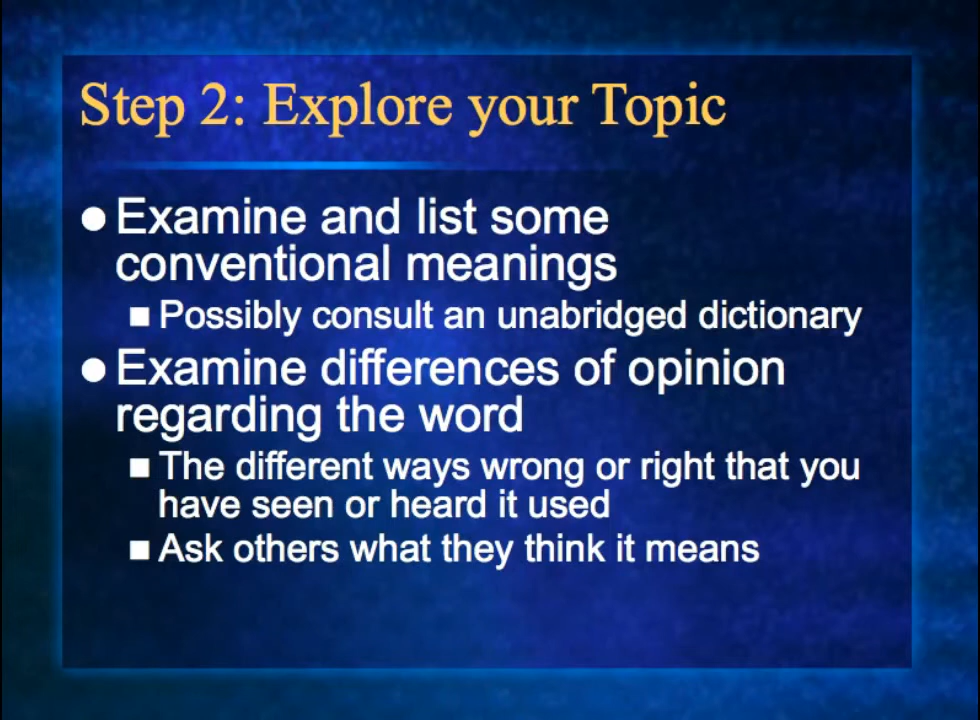 Step 2: Explore your Topic
Examine and list some
conventional meanings
Possibly consult an unabridged dictionary
Examine differences of opinion
regarding the word
The different ways wrong or right that you
have seen or heard it used
Ask others what they think it means